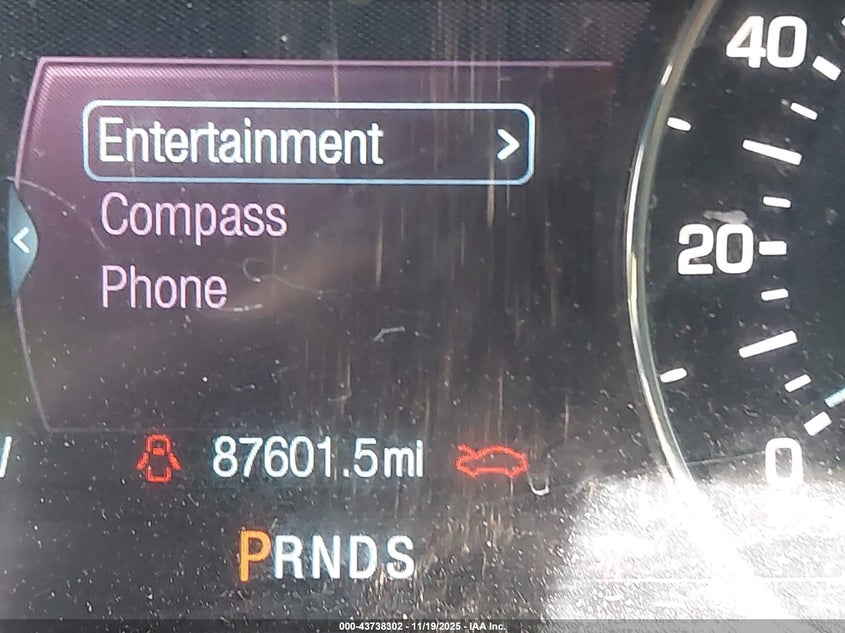 Entertainment >
Compass
Phone
<
87601.5mi
PRNDS
40
20
0
000-43738302 - 11/19/2025 - IAA Inc.